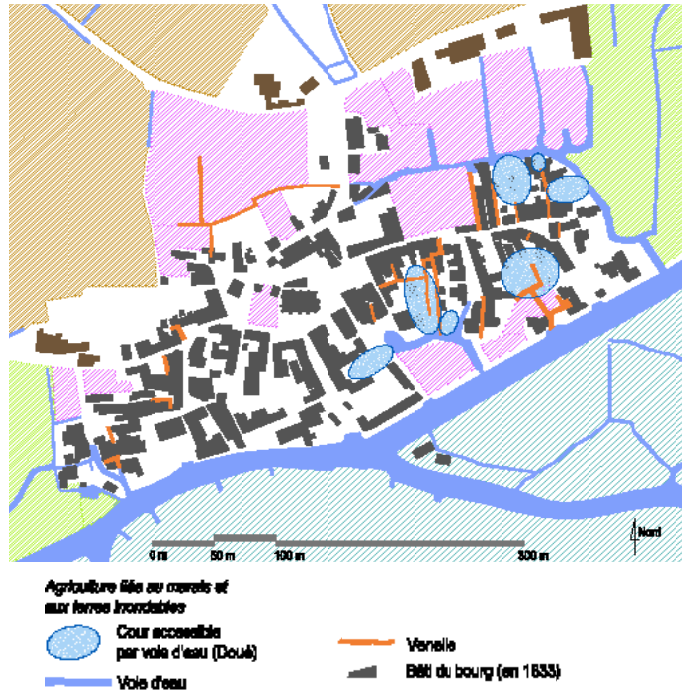 0 m 50 m 100 m 300 m
Nord
Agriculture liée au marais et
aux terres inondables
Cour accessible
par voie d'eau (Doué)
Voie d'eau
Venelle
Bâti du bourg (en 1833)